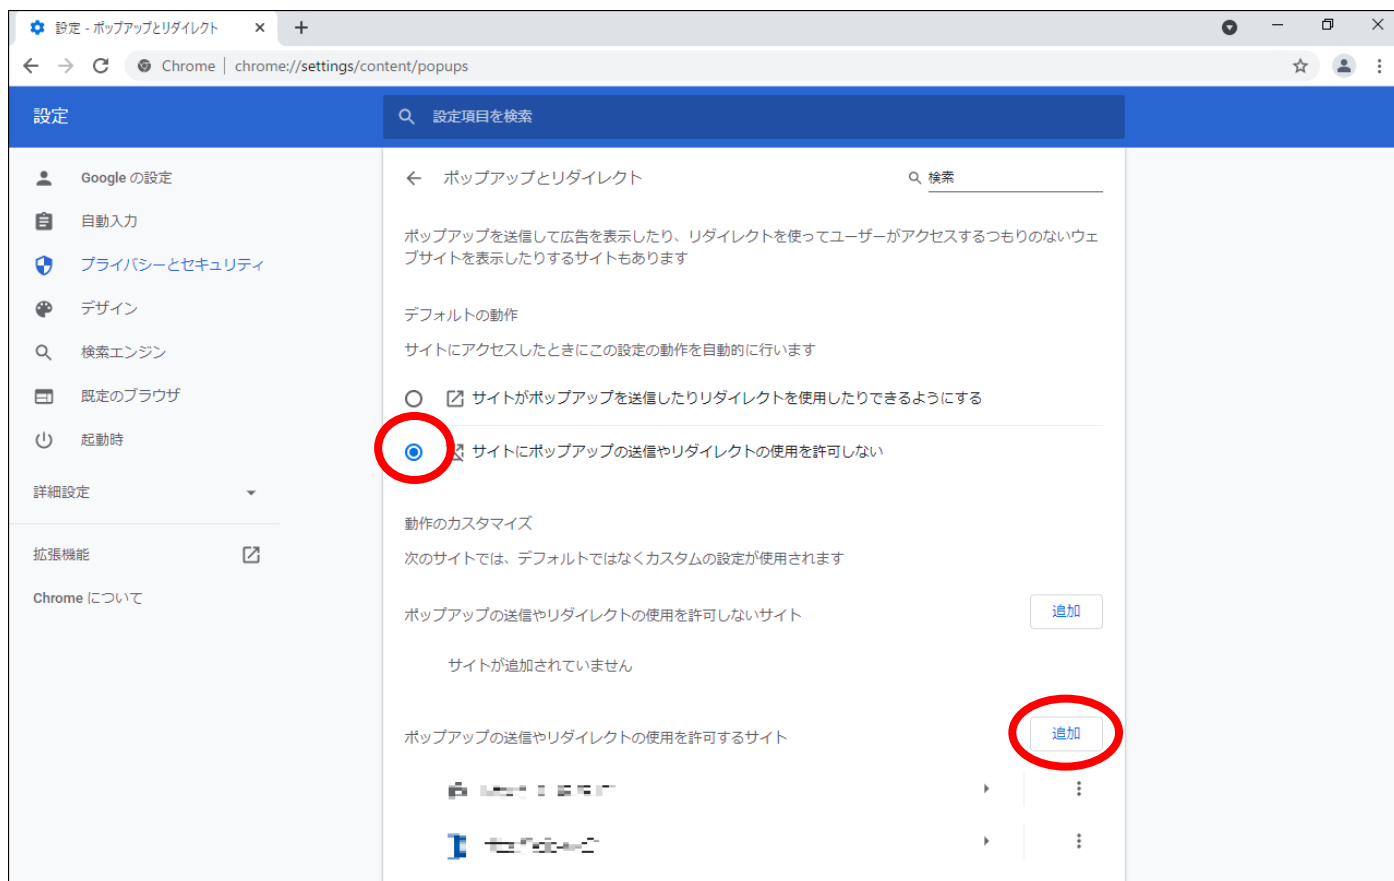 設定 - ポップアップとリダイレクト
Chrome | chrome://settings/content/popups
設定
設定項目を検索
Google の設定
自動入力
プライバシーとセキュリティ
デザイン
検索エンジン
既定のブラウザ
起動時
詳細設定
拡張機能
Chrome について
ポップアップとリダイレクト
検索
ポップアップを送信して広告を表示したり、リダイレクトを使ってユーザーがアクセスするつもりのないウェ
ブサイトを表示したりするサイトもあります
デフォルトの動作
サイトにアクセスしたときにこの設定の動作を自動的に行います
サイトがポップアップを送信したりリダイレクトを使用したりできるようにする
サイトにポップアップの送信やリダイレクトの使用を許可しない
動作のカスタマイズ
次のサイトでは、デフォルトではなくカスタムの設定が使用されます
ポップアップの送信やリダイレクトの使用を許可しないサイト
追加
サイトが追加されていません
ポップアップの送信やリダイレクトの使用を許可するサイト
追加